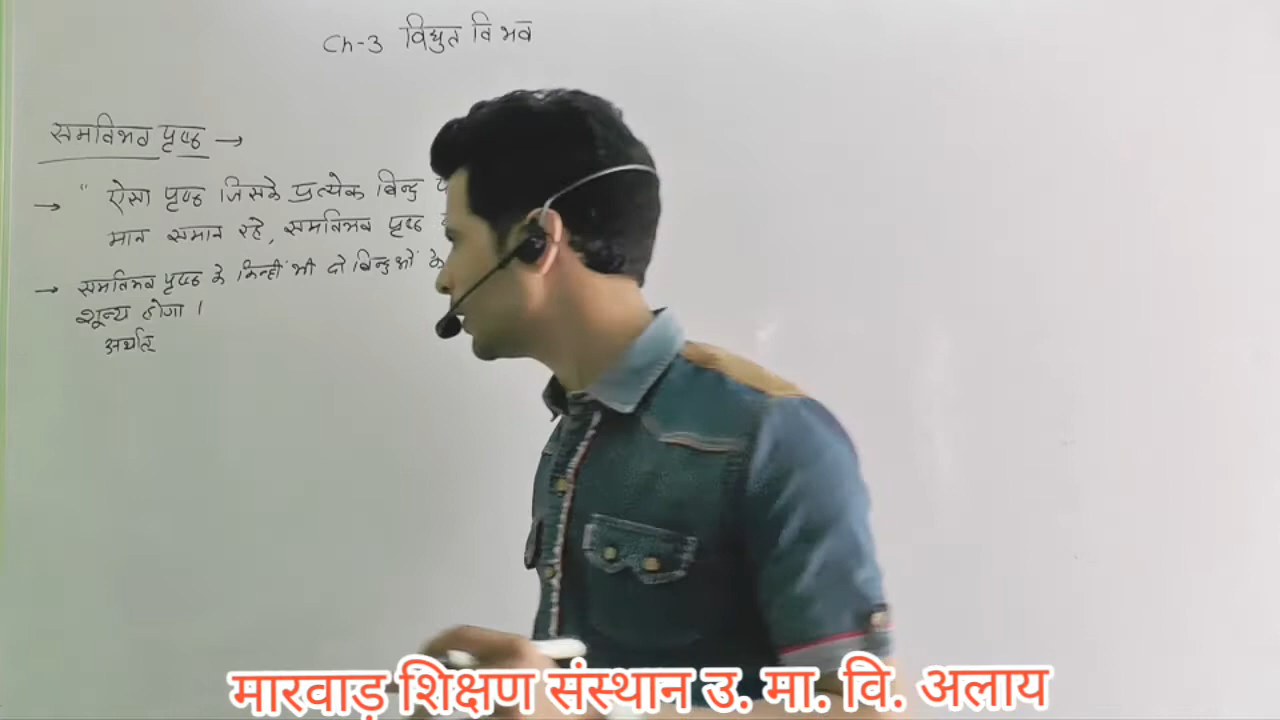 Ch-3 विद्युत विभव
समविभव पृष्ठ →
→ " ऐसा पृष्ठ जिसके प्रत्येक बिन्दु
मान समान रहे, समविभव पृष्ठ
→ समविभव पृष्ठ के किन्हीं भी दो बिन्दुओं के
शून्य होगा ।
अर्थात्
मारवाड़ शिक्षण संस्थान उ. मा. वि. अलाय